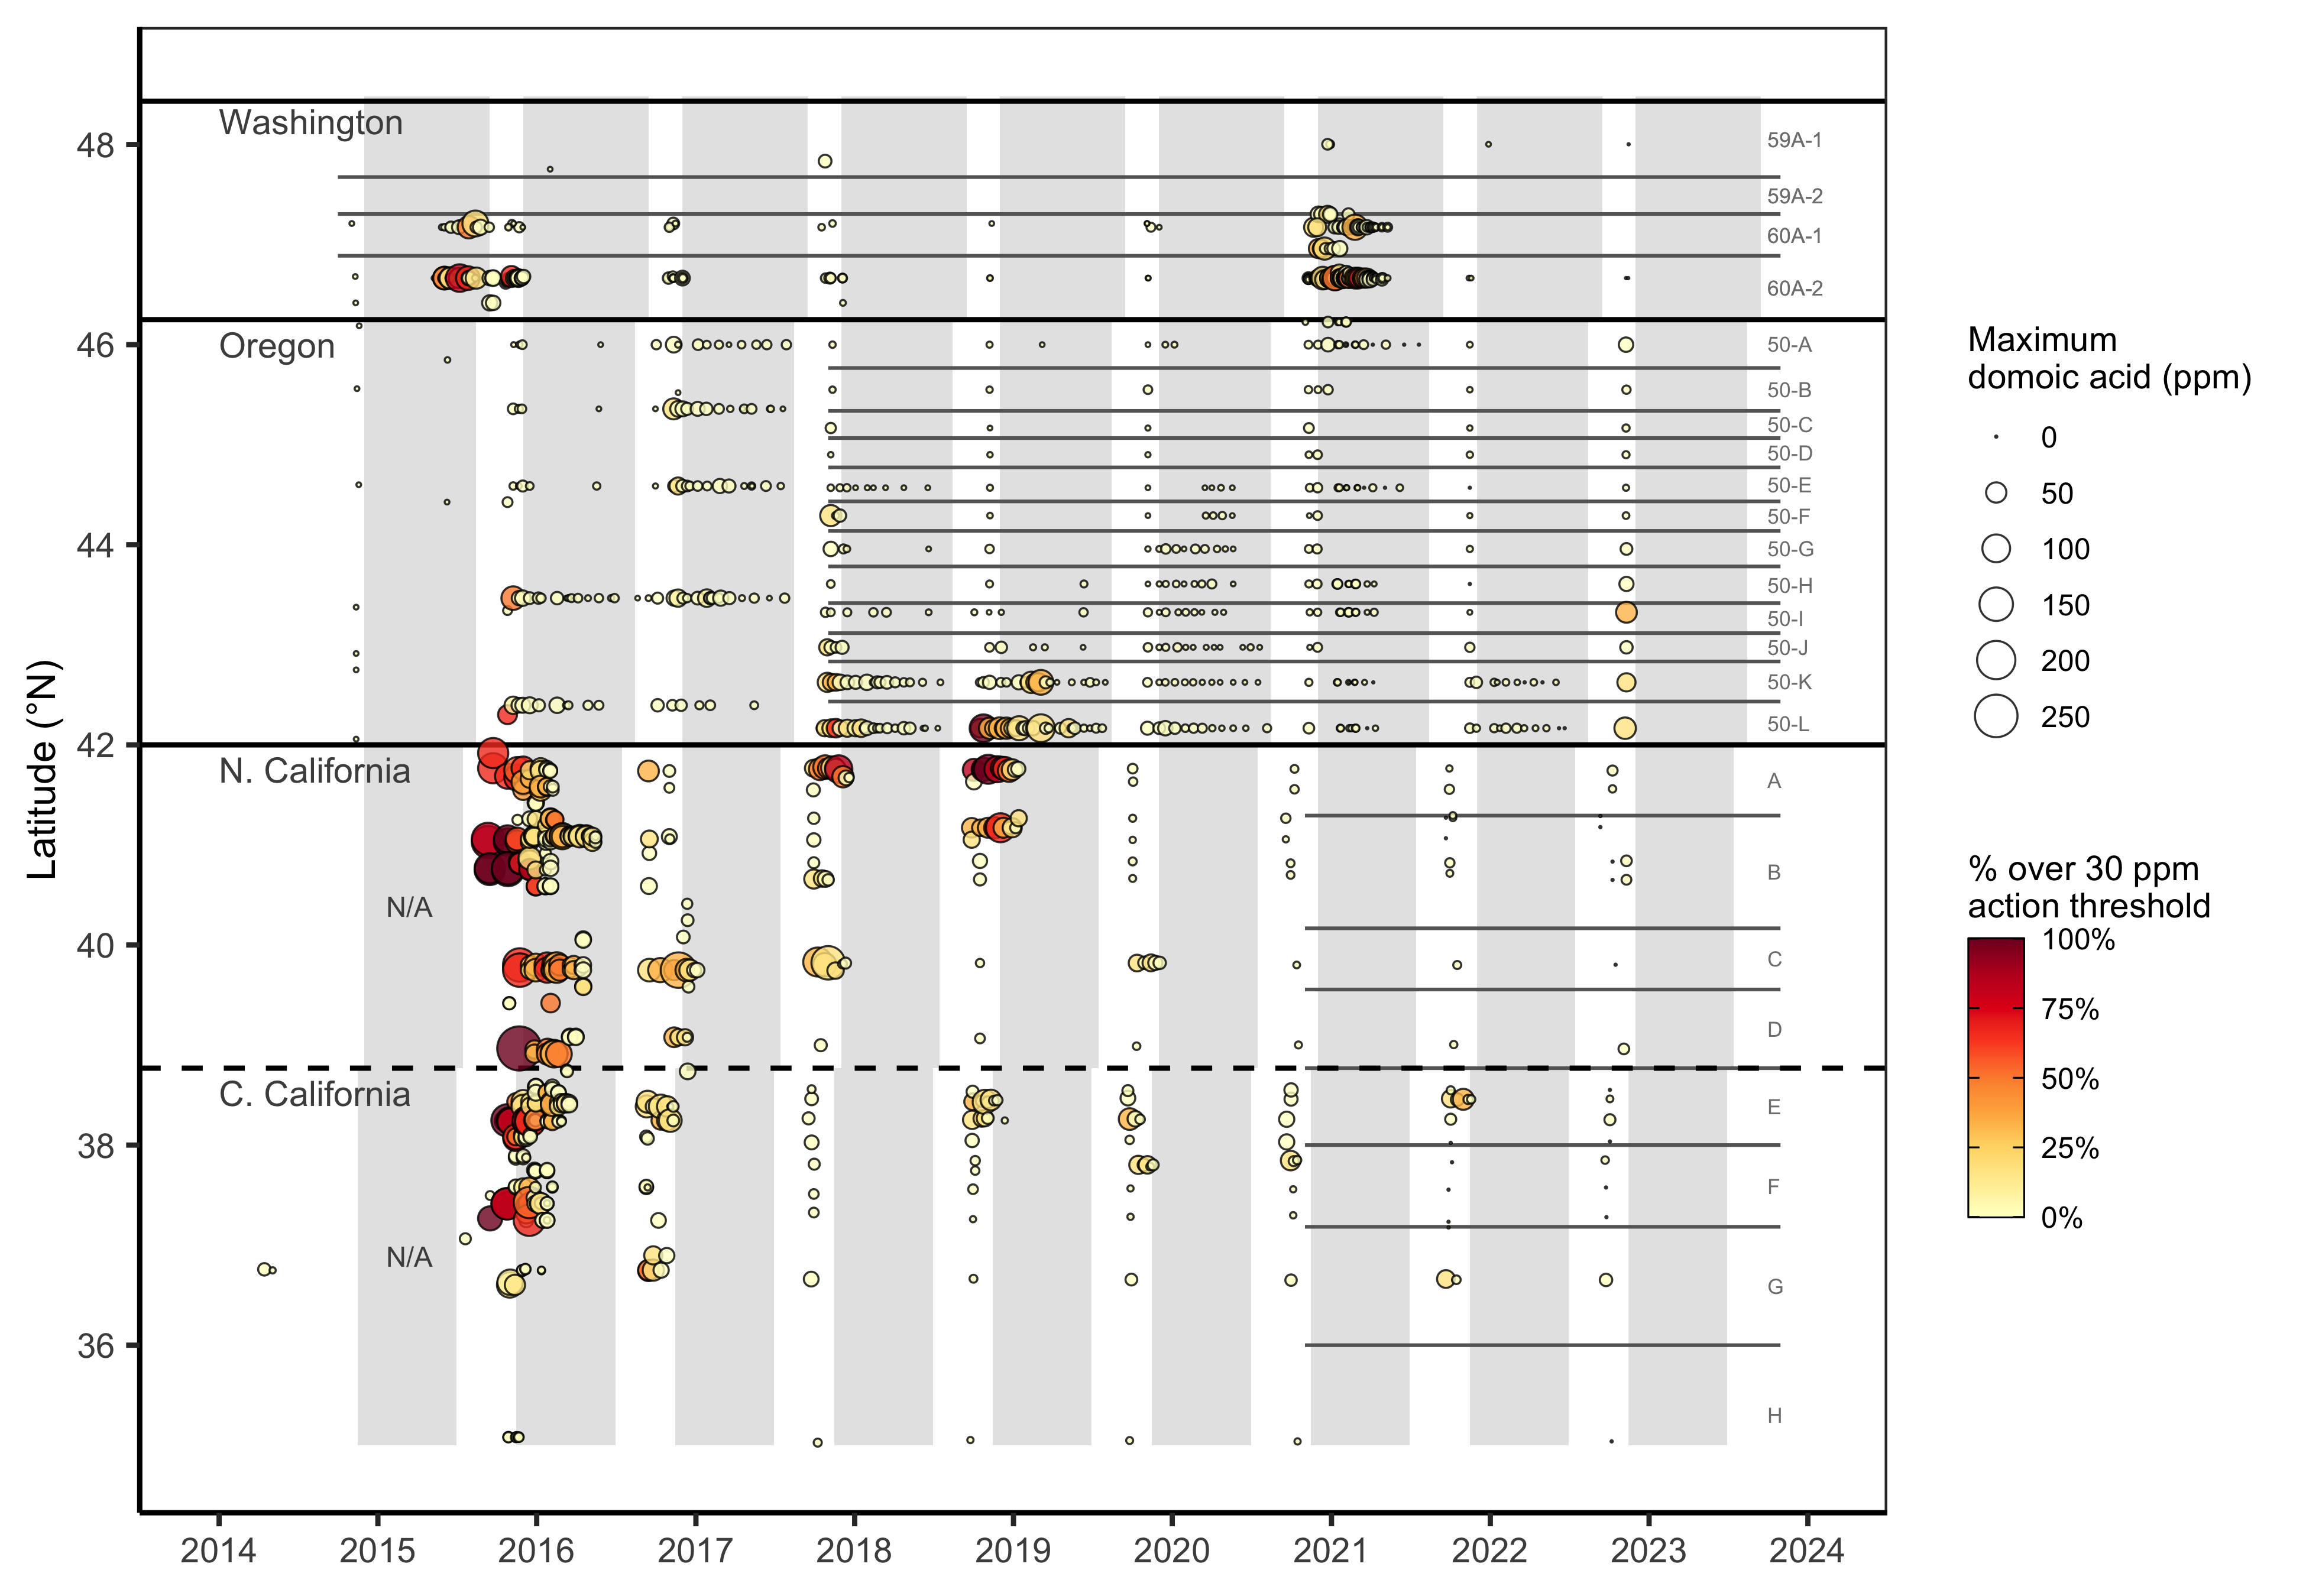 Washington
48
59A-1
59A-2
60A-1
60A-2
Oregon
46
50-A
50-B
50-C
50-D
50-E
50-F
44
50-G
50-H
50-I
50-J
50-K
50-L
42
N. California
A
B
N/A
40
C
D
C. California
E
38
F
N/A
G
36
H
Latitude (°N)
2014 2015 2016 2017 2018 2019 2020 2021 2022 2023 2024
Maximum
domoic acid (ppm)
0
50
100
150
200
250
% over 30 ppm
action threshold
100%
75%
50%
25%
0%